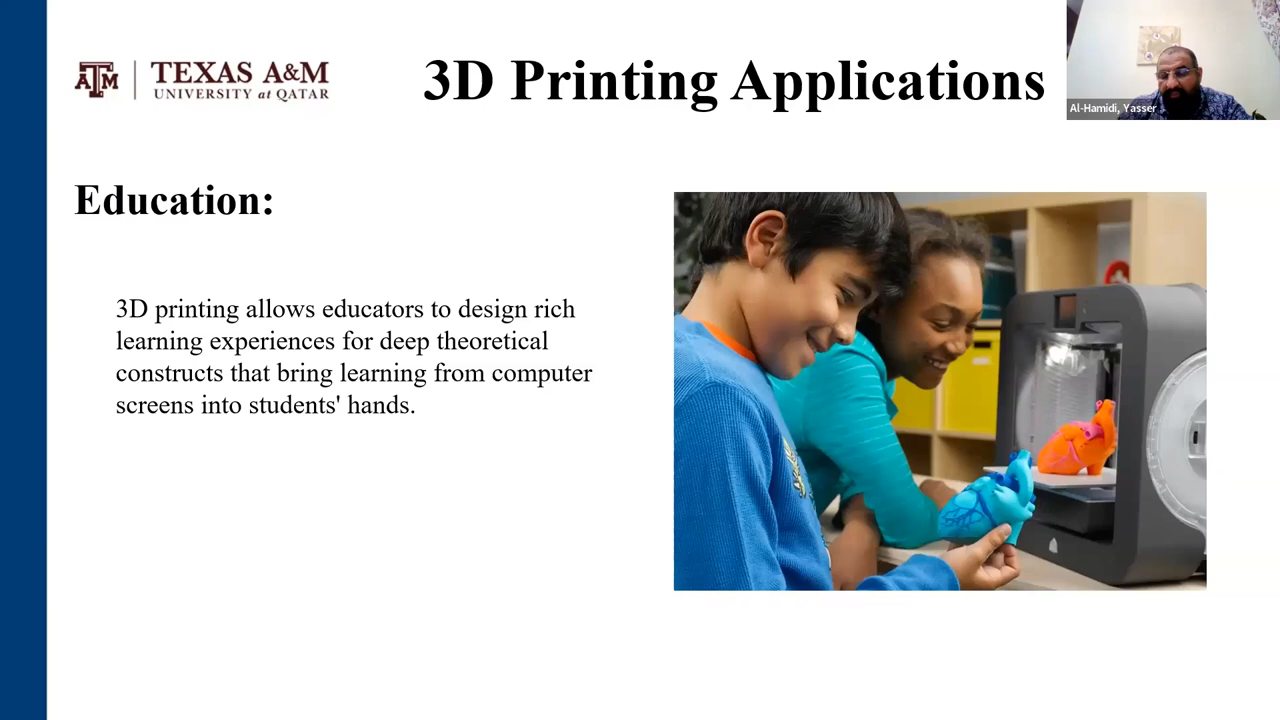 ATM
TEXAS A&M
UNIVERSITY at QATAR
3D Printing Applications
Al-Hamidi, Yasser
Education:
3D printing allows educators to design rich
learning experiences for deep theoretical
constructs that bring learning from computer
screens into students' hands.